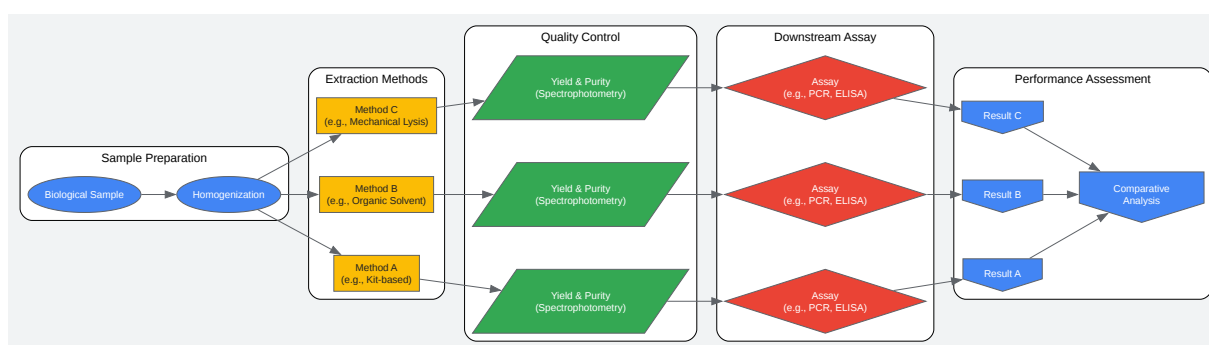 Sample Preparation
Biological Sample
Homogenization
Extraction Methods
Method C
(e.g., Mechanical Lysis)
Method B
(e.g., Organic Solvent)
Method A
(e.g., Kit-based)
Quality Control
Yield & Purity
(Spectrophotometry)
Yield & Purity
(Spectrophotometry)
Yield & Purity
(Spectrophotometry)
Downstream Assay
Assay
(e.g., PCR, ELISA)
Assay
(e.g., PCR, ELISA)
Assay
(e.g., PCR, ELISA)
Performance Assessment
Result C
Result B
Result A
Comparative
Analysis